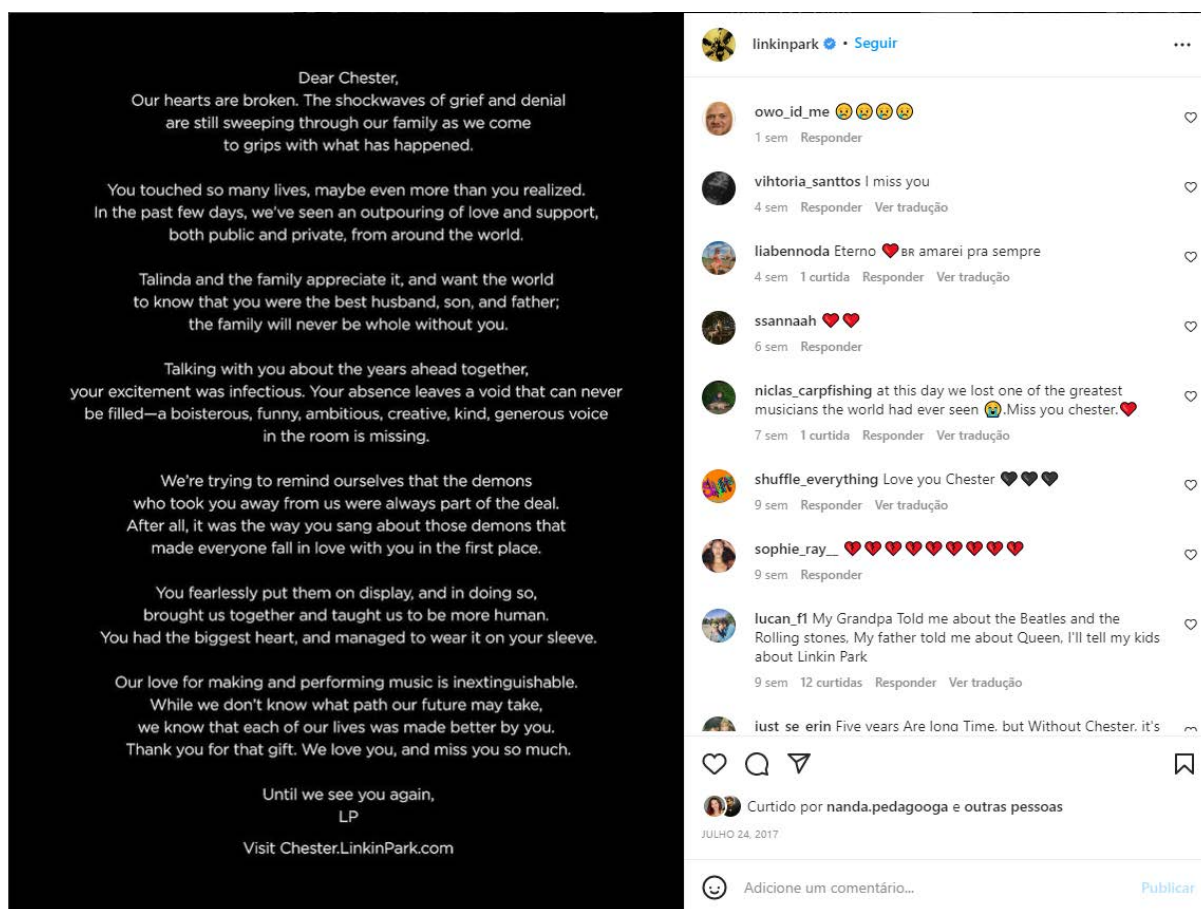 Dear Chester,
Our hearts are broken. The shockwaves of grief and denial
are still sweeping through our family as we come
to grips with what has happened.
You touched so many lives, maybe even more than you realized.
In the past few days, we've seen an outpouring of love and support,
both public and private, from around the world.
Talinda and the family appreciate it, and want the world
to know that you were the best husband, son, and father;
the family will never be whole without you.
Talking with you about the years ahead together,
your excitement was infectious. Your absence leaves a void that can never
be filled—a boisterous, funny, ambitious, creative, kind, generous voice
in the room is missing.
We're trying to remind ourselves that the demons
who took you away from us were always part of the deal.
After all, it was the way you sang about those demons that
made everyone fall in love with you in the first place.
You fearlessly put them on display, and in doing so,
brought us together and taught us to be more human.
You had the biggest heart, and managed to wear it on your sleeve.
Our love for making and performing music is inextinguishable.
While we don't know what path our future may take,
we know that each of our lives was made better by you.
Thank you for that gift. We love you, and miss you so much.
Until we see you again,
LP
Visit Chester.LinkinPark.com
linkinpark • Seguir
owo_id_me 😢😢😢😢
1 sem Responder
vihtoria_santtos I miss you
4 sem Responder Ver tradução
liabennoda Eterno ❤️BR amarei pra sempre
4 sem 1 curtida Responder Ver tradução
ssannaah ❤️❤️
6 sem Responder
niclas_carpfishing at this day we lost one of the greatest
musicians the world had ever seen 😭.Miss you chester.❤️
7 sem 1 curtida Responder Ver tradução
shuffle_everything Love you Chester 🖤🖤🖤
9 sem Responder Ver tradução
sophie_ray__ 💔💔💔💔💔💔💔💔💔
9 sem Responder
lucan_f1 My Grandpa Told me about the Beatles and the
Rolling stones, My father told me about Queen, I'll tell my kids
about Linkin Park
9 sem 12 curtidas Responder Ver tradução
just_se_erin Five years Are long Time, but Without Chester, it's
Curtido por nanda.pedagooga e outras pessoas
JULHO 24, 2017
Adicione um comentário...
Publicar